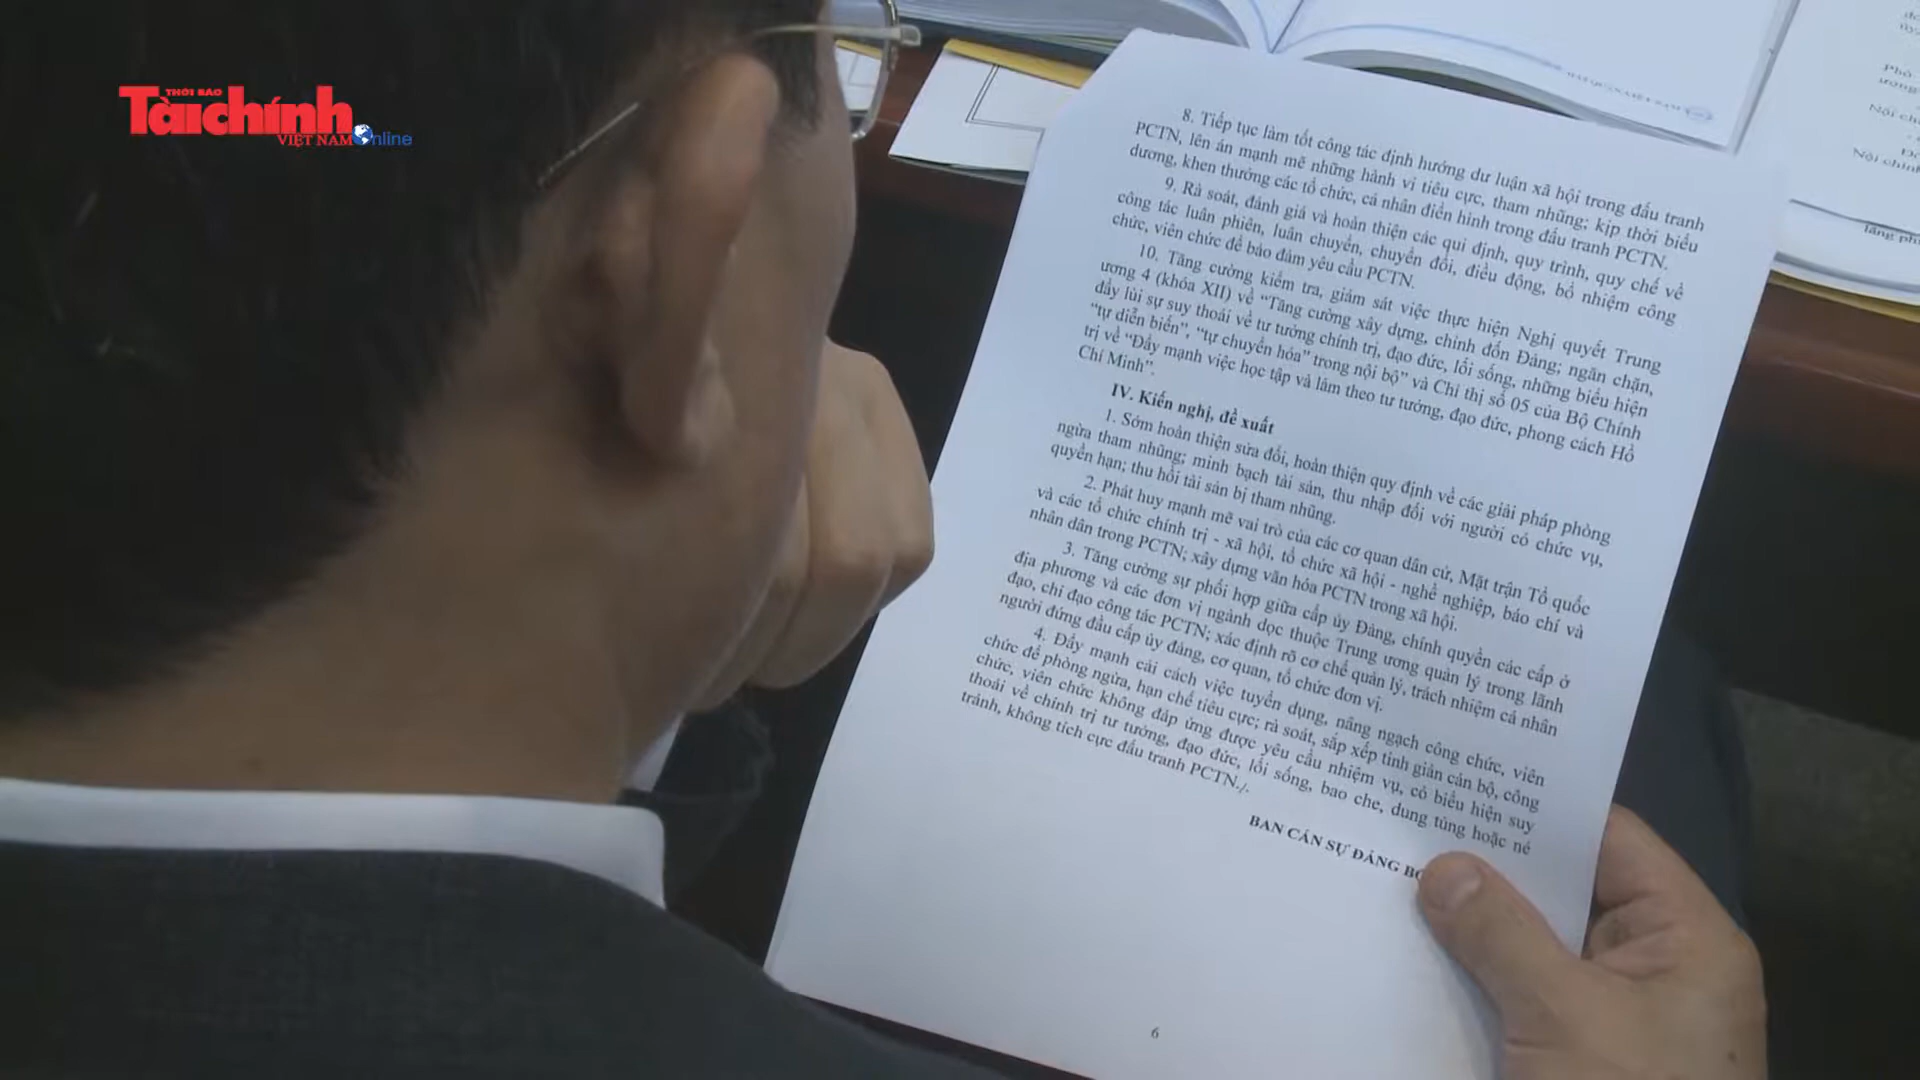 THỜI BÁO
Tàichính
VIỆT NAM Online
8. Tiếp tục làm tốt công tác định hướng dư luận xã hội trong đấu tranh
PCTN, lên án mạnh mẽ những hành vi tiêu cực, tham nhũng; kịp thời biểu
dương, khen thưởng các tổ chức, cá nhân điển hình trong đấu tranh PCTN.
9. Rà soát, đánh giá và hoàn thiện các qui định, quy trình, quy chế về
công tác luân phiên, luân chuyển, chuyển đổi, điều động, bổ nhiệm công
chức, viên chức để bảo đảm yêu cầu PCTN.
10. Tăng cường kiểm tra, giám sát việc thực hiện Nghị quyết Trung
ương 4 (khóa XII) về “Tăng cường xây dựng, chỉnh đốn Đảng; ngăn chặn,
đẩy lùi sự suy thoái về tư tưởng chính trị, đạo đức, lối sống, những biểu hiện
“tự diễn biến”, “tự chuyển hóa” trong nội bộ” và Chỉ thị số 05 của Bộ Chính
trị về “Đẩy mạnh việc học tập và làm theo tư tưởng, đạo đức, phong cách Hồ
Chí Minh”.
IV. Kiến nghị, đề xuất
1. Sớm hoàn thiện sửa đổi, hoàn thiện quy định về các giải pháp phòng
ngừa tham nhũng; minh bạch tài sản, thu nhập đối với người có chức vụ,
quyền hạn; thu hồi tài sản bị tham nhũng.
2. Phát huy mạnh mẽ vai trò của các cơ quan dân cử, Mặt trận Tổ quốc
và các tổ chức chính trị - xã hội, tổ chức xã hội - nghề nghiệp, báo chí và
nhân dân trong PCTN; xây dựng văn hóa PCTN trong xã hội.
3. Tăng cường sự phối hợp giữa cấp ủy Đảng, chính quyền các cấp ở
địa phương và các đơn vị ngành dọc thuộc Trung ương quản lý trong lãnh
đạo, chỉ đạo công tác PCTN; xác định rõ cơ chế quản lý, trách nhiệm cá nhân
người đứng đầu cấp ủy đảng, cơ quan, tổ chức đơn vị.
4. Đẩy mạnh cải cách việc tuyển dụng, nâng ngạch công chức, viên
chức để phòng ngừa, hạn chế tiêu cực; rà soát, sắp xếp tinh giản cán bộ, công
chức, viên chức không đáp ứng được yêu cầu nhiệm vụ, có biểu hiện suy
thoái về chính trị tư tưởng, đạo đức, lối sống, bao che, dung túng hoặc né
tránh, không tích cực đấu tranh PCTN./.
BAN CÁN SỰ ĐẢNG BỘ
6
Nội chính
lãng phí